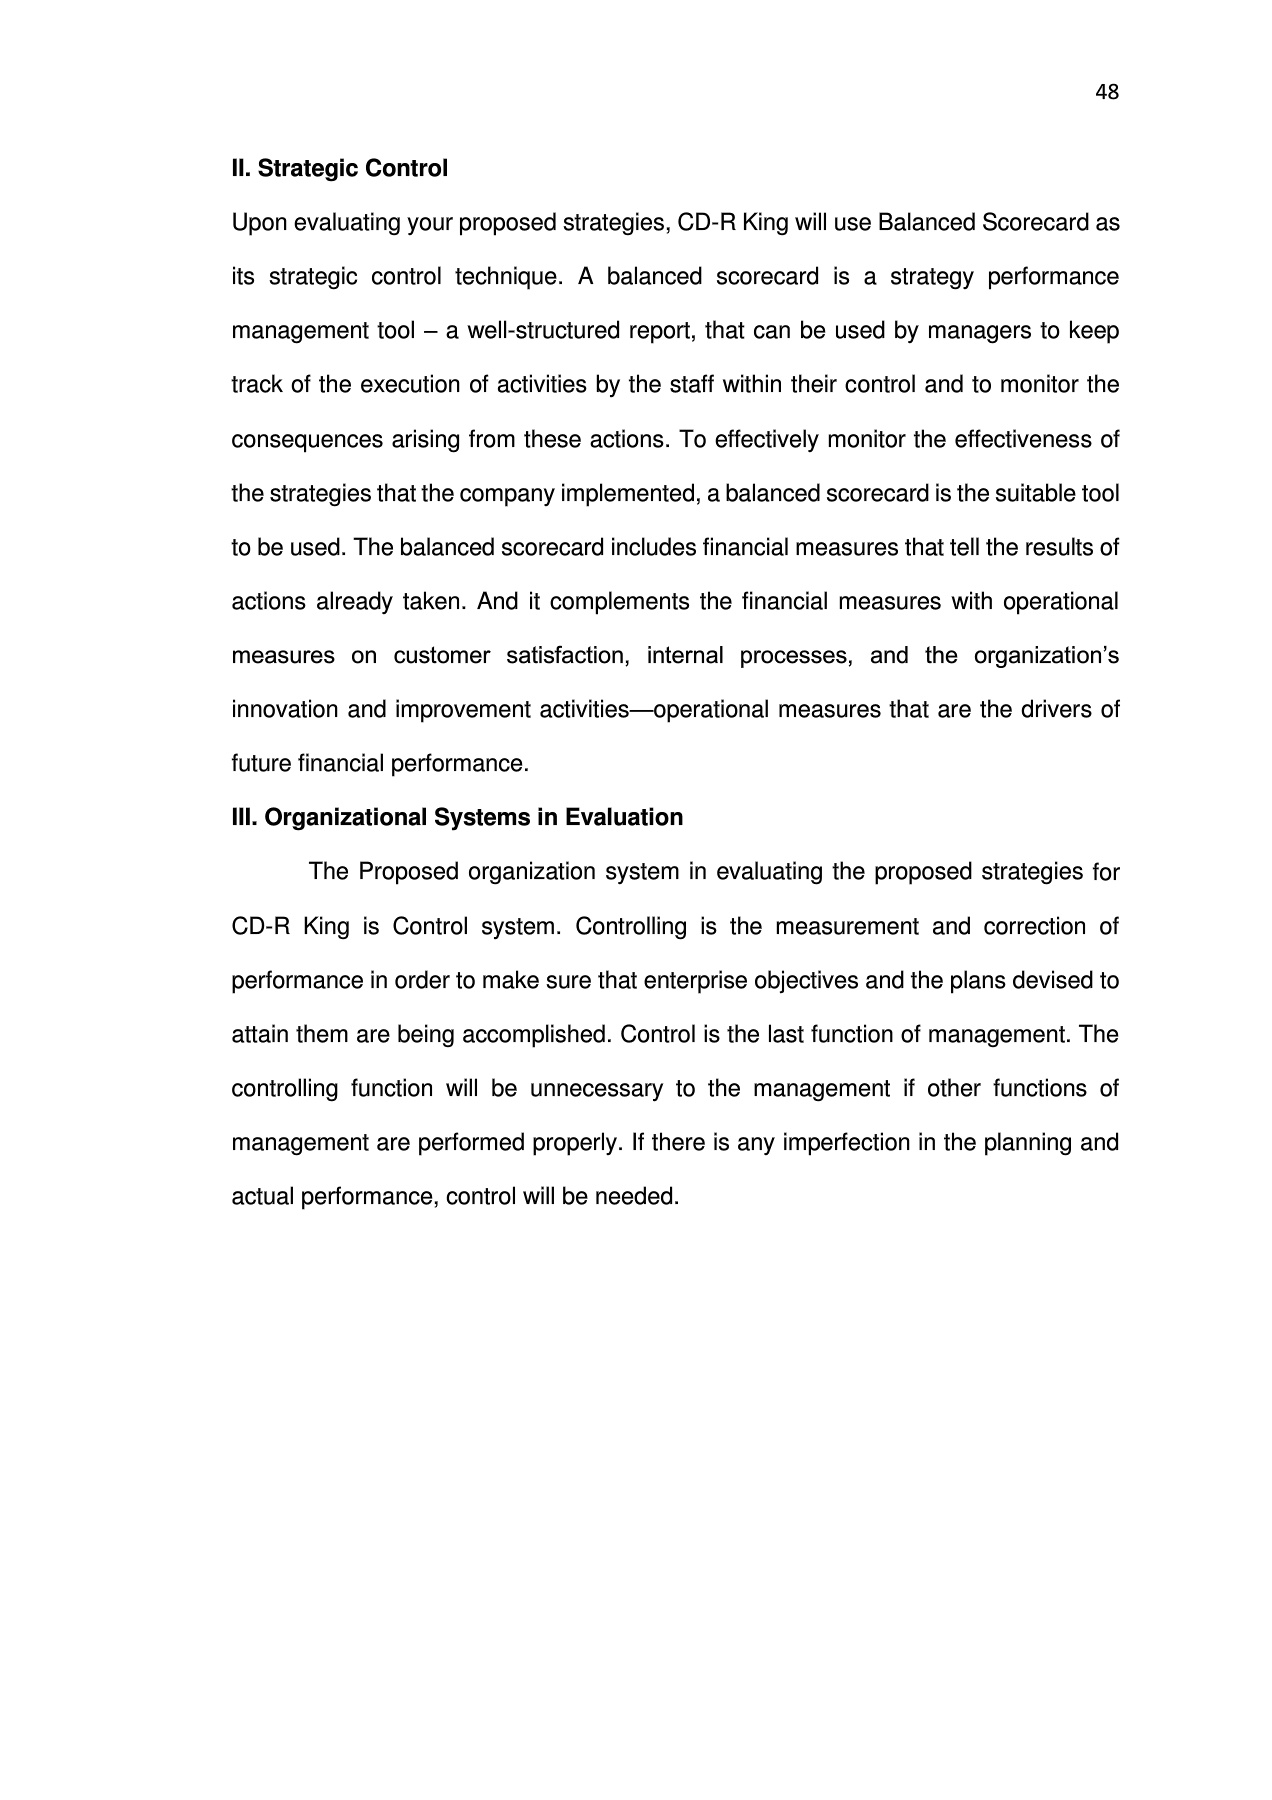 48
II. Strategic Control
Upon evaluating your proposed strategies, CD-R King will use Balanced Scorecard as
its strategic control technique. A balanced scorecard is a strategy performance
management tool – a well-structured report, that can be used by managers to keep
track of the execution of activities by the staff within their control and to monitor the
consequences arising from these actions. To effectively monitor the effectiveness of
the strategies that the company implemented, a balanced scorecard is the suitable tool
to be used. The balanced scorecard includes financial measures that tell the results of
actions already taken. And it complements the financial measures with operational
measures on customer satisfaction, internal processes, and the organization’s
innovation and improvement activities—operational measures that are the drivers of
future financial performance.
III. Organizational Systems in Evaluation
The Proposed organization system in evaluating the proposed strategies for
CD-R King is Control system. Controlling is the measurement and correction of
performance in order to make sure that enterprise objectives and the plans devised to
attain them are being accomplished. Control is the last function of management. The
controlling function will be unnecessary to the management if other functions of
management are performed properly. If there is any imperfection in the planning and
actual performance, control will be needed.